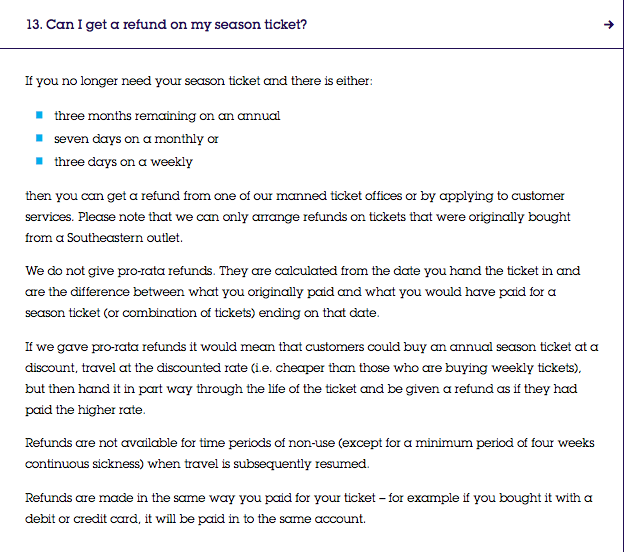 13. Can I get a refund on my season ticket?
If you no longer need your season ticket and there is either:
three months remaining on an annual
seven days on a monthly or
three days on a weekly
then you can get a refund from one of our manned ticket offices or by applying to customer
services. Please note that we can only arrange refunds on tickets that were originally bought
from a Southeastern outlet.
We do not give pro-rata refunds. They are calculated from the date you hand the ticket in and
are the difference between what you originally paid and what you would have paid for a
season ticket (or combination of tickets) ending on that date.
If we gave pro-rata refunds it would mean that customers could buy an annual season ticket at a
discount, travel at the discounted rate (i.e. cheaper than those who are buying weekly tickets),
but then hand it in part way through the life of the ticket and be given a refund as if they had
paid the higher rate.
Refunds are not available for time periods of non-use (except for a minimum period of four weeks
continuous sickness) when travel is subsequently resumed.
Refunds are made in the same way you paid for your ticket – for example if you bought it with a
debit or credit card, it will be paid in to the same account.